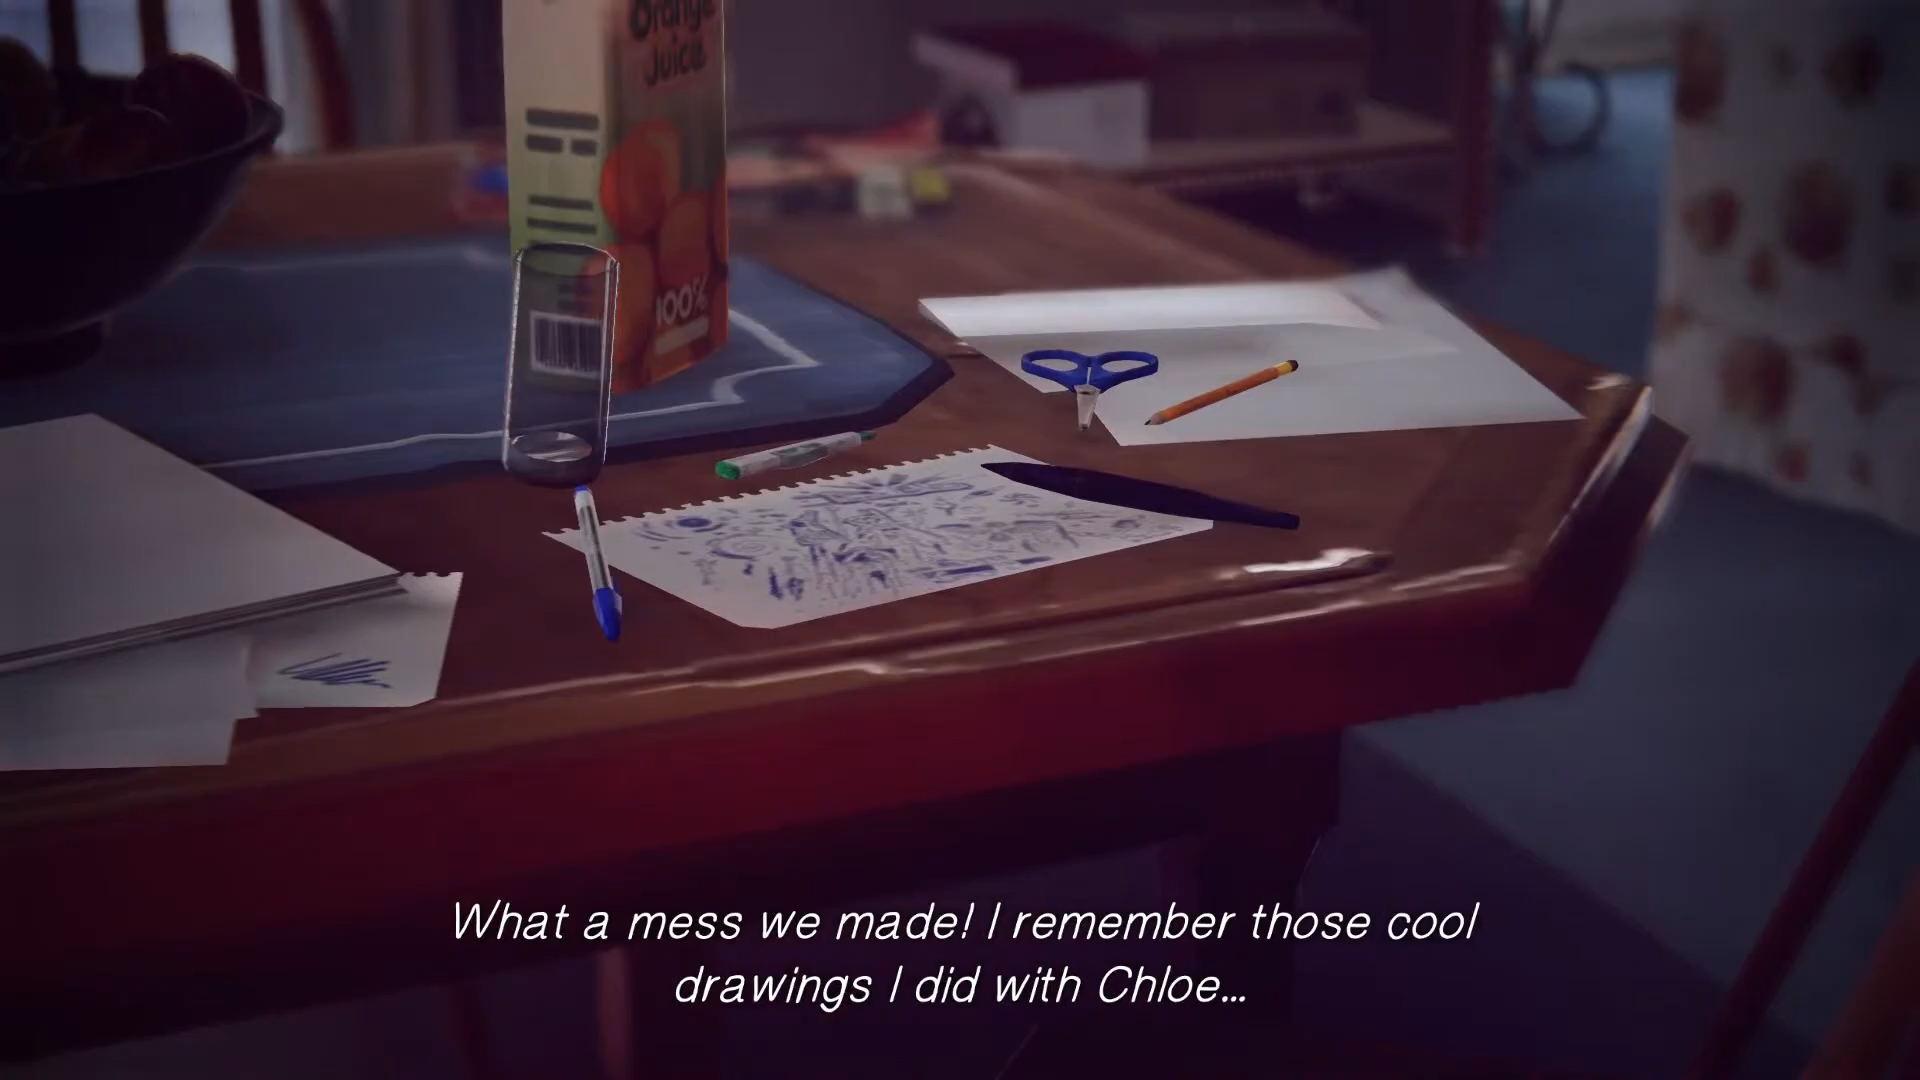 Orange
Juice
100%
What a mess we made! I remember those cool
drawings I did with Chloe...